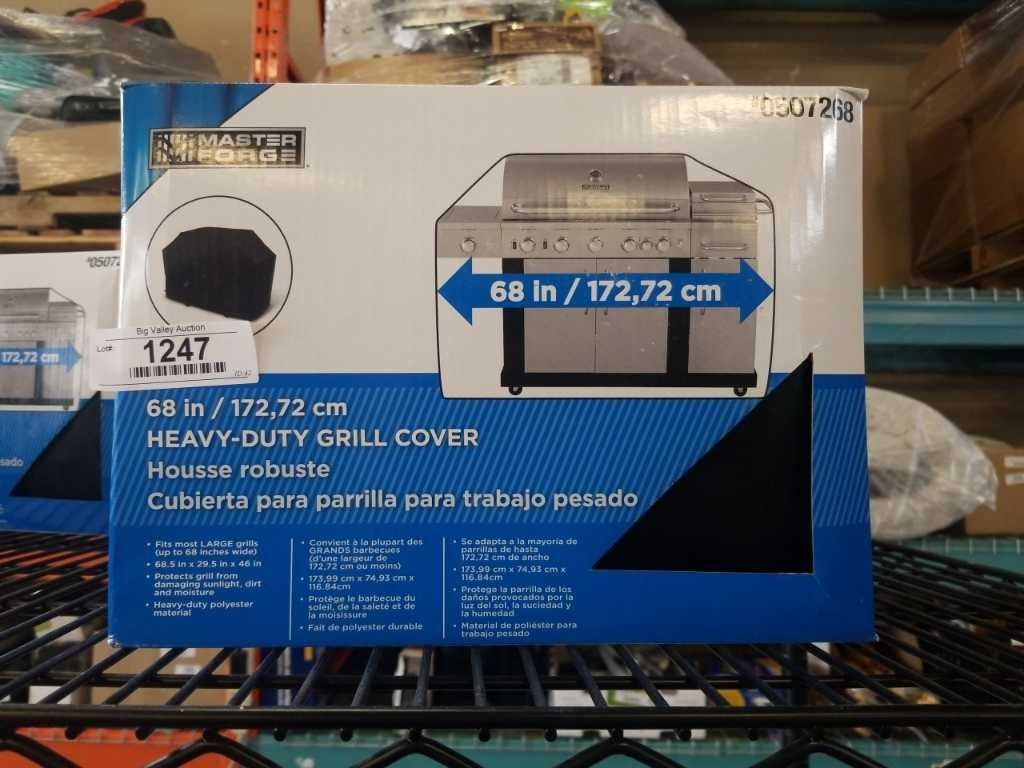 #0507268
MASTER
FORGE
68 in / 172,72 cm
Big Valley Auction
Lot#:
1247
68 in / 172,72 cm
HEAVY-DUTY GRILL COVER
Housse robuste
Cubierta para parrilla para trabajo pesado
• Fits most LARGE grills
(up to 68 inches wide)
• 68.5 in x 29.5 in x 46 in
• Protects grill from
damaging sunlight, dirt
and moisture
• Heavy-duty polyester
material
• Convient à la plupart des
GRANDS barbecues
(d'une largeur de
172,72 cm ou moins)
• 173,99 cm x 74,93 cm x
116.84cm
• Protège le barbecue du
soleil, de la saleté et de
la moisissure
• Fait de polyester durable
• Se adapta a la mayoría de
parrillas de hasta
172,72 cm de ancho
• 173,99 cm x 74,93 cm x
116.84cm
• Protege la parrilla de los
daños provocados por la
luz del sol, la suciedad y
la humedad
• Material de poliéster para
trabajo pesado
#0507
172,72 cm
sado